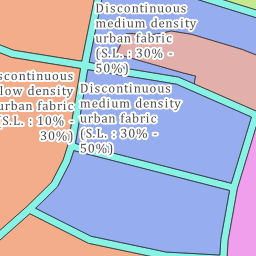 Discontinuous
medium density
urban fabric
(S.L. : 30% -
50%)
scontinuous
low density
urban fabric
(S.L. : 10% -
30%)
Discontinuous
medium density
urban fabric
(S.L. : 30% -
50%)